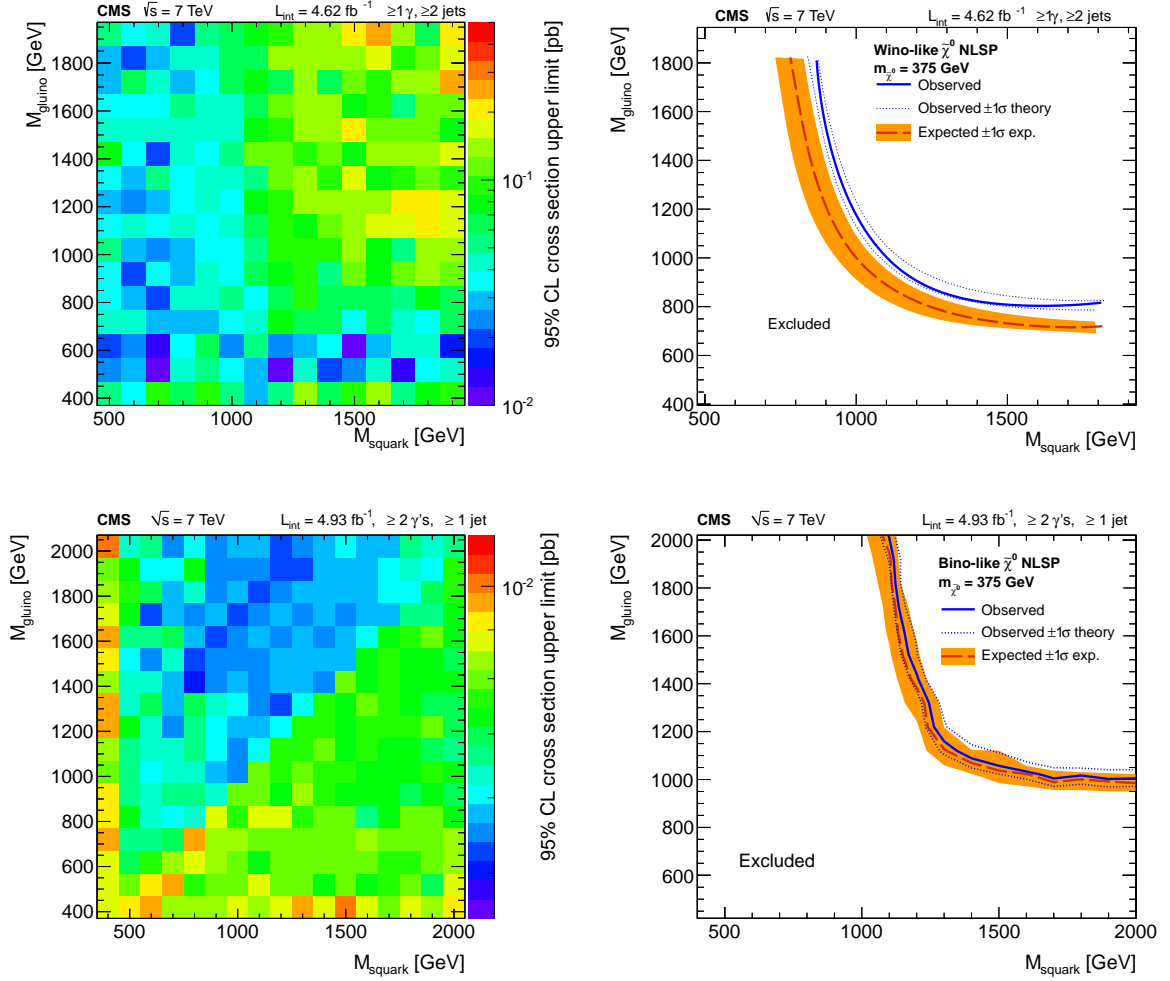 CMS √s = 7 TeV L_int = 4.62 fb⁻¹ ≥1γ, ≥2 jets
M_gluino [GeV]
1800
1600
1400
1200
1000
800
600
400
500 1000 1500
M_squark [GeV]
10⁻¹
10⁻²
95% CL cross section upper limit [pb]
CMS √s = 7 TeV L_int = 4.62 fb⁻¹ ≥1γ, ≥2 jets
M_gluino [GeV]
Wino-like χ̃⁰ NLSP
m_χ̃⁰ = 375 GeV
Observed
Observed ±1σ theory
Expected ±1σ exp.
1800
1600
1400
1200
1000
800
600
400
Excluded
500 1000 1500
M_squark [GeV]
CMS √s = 7 TeV L_int = 4.93 fb⁻¹, ≥ 2 γ's, ≥ 1 jet
M_gluino [GeV]
2000
1800
1600
1400
1200
1000
800
600
400
500 1000 1500 2000
M_squark [GeV]
10⁻²
95% CL cross section upper limit [pb]
CMS √s = 7 TeV L_int = 4.93 fb⁻¹, ≥ 2 γ's, ≥ 1 jet
M_gluino [GeV]
Bino-like χ̃⁰ NLSP
m_χ̃⁰ = 375 GeV
Observed
Observed ±1σ theory
Expected ±1σ exp.
2000
1800
1600
1400
1200
1000
800
600
Excluded
500 1000 1500 2000
M_squark [GeV]